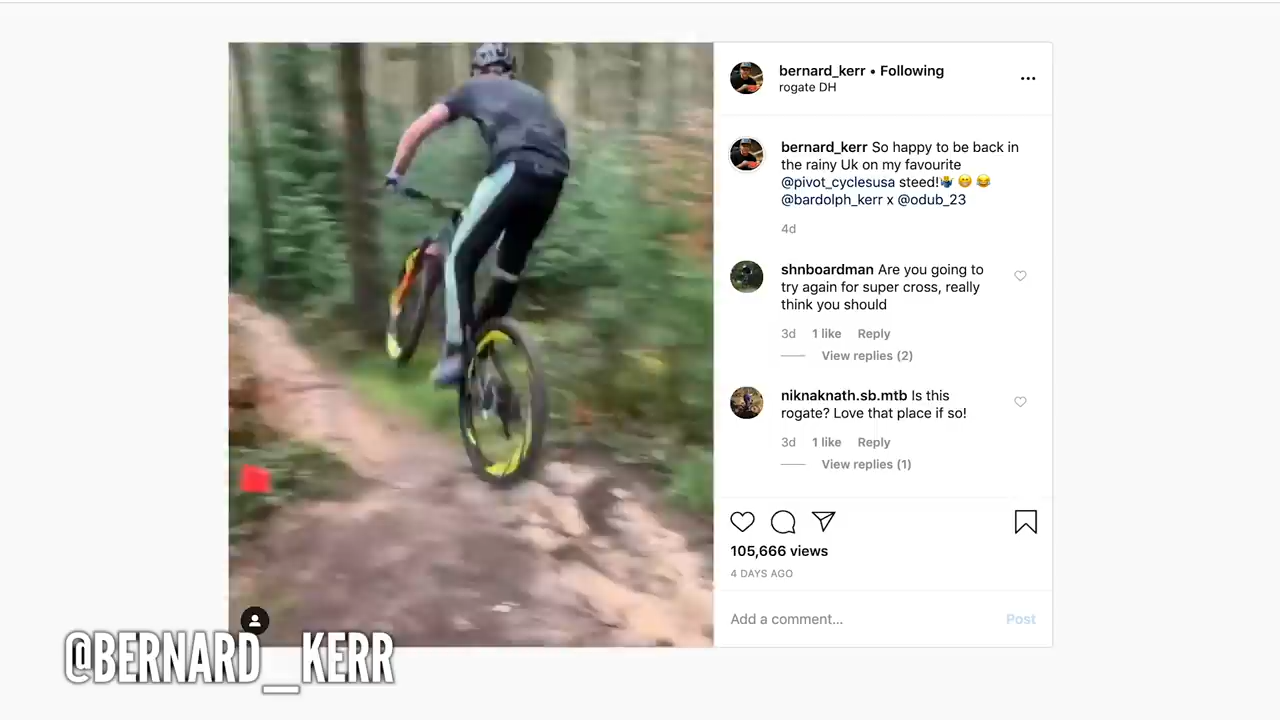 bernard_kerr • Following
rogate DH
bernard_kerr So happy to be back in
the rainy Uk on my favourite
@pivot_cyclesusa steed!🤷‍♂️😁😂
@bardolph_kerr x @odub_23
4d
shnboardman Are you going to
try again for super cross, really
think you should
3d 1 like Reply
View replies (2)
niknaknath.sb.mtb Is this
rogate? Love that place if so!
3d 1 like Reply
View replies (1)
105,666 views
4 DAYS AGO
Add a comment... Post
@BERNARD_KERR